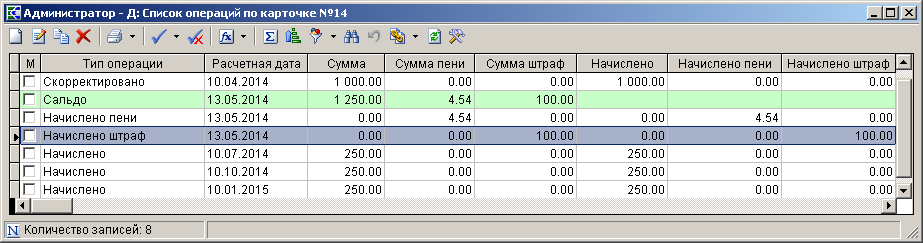 Администратор - Д: Список операций по карточке №14
fx
М Тип операции Расчетная дата Сумма Сумма пени Сумма штраф Начислено Начислено пени Начислено штраф
Скорректировано 10.04.2014 1 000.00 0.00 0.00 1 000.00 0.00 0.00
Сальдо 13.05.2014 1 250.00 4.54 100.00
Начислено пени 13.05.2014 0.00 4.54 0.00 0.00 4.54 0.00
Начислено штраф 13.05.2014 0.00 0.00 100.00 0.00 0.00 100.00
Начислено 10.07.2014 250.00 0.00 0.00 250.00 0.00 0.00
Начислено 10.10.2014 250.00 0.00 0.00 250.00 0.00 0.00
Начислено 10.01.2015 250.00 0.00 0.00 250.00 0.00 0.00
N Количество записей: 8